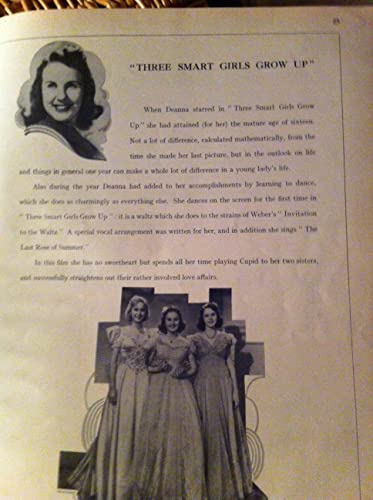 "THREE SMART GIRLS GROW UP"
When Deanna starred in "Three Smart Girls Grow
Up" she had attained (for her) the mature age of sixteen.
Not a lot of difference, calculated mathematically, from the
time she made her last picture, but in the outlook on life
and things in general one year can make a whole lot of difference in a young lady's life.
Also during the year Deanna had added to her accomplishments by learning to dance,
which she does as charmingly as everything else. She dances on the screen for the first time in
"Three Smart Girls Grow Up": it is a waltz which she does to the strains of Weber's "Invitation
to the Waltz." A special vocal arrangement was written for her, and in addition she sings "The
Last Rose of Summer."
In this film she has no sweetheart but spends all her time playing Cupid to her two sisters,
and successfully straightens out their rather involved love affairs.